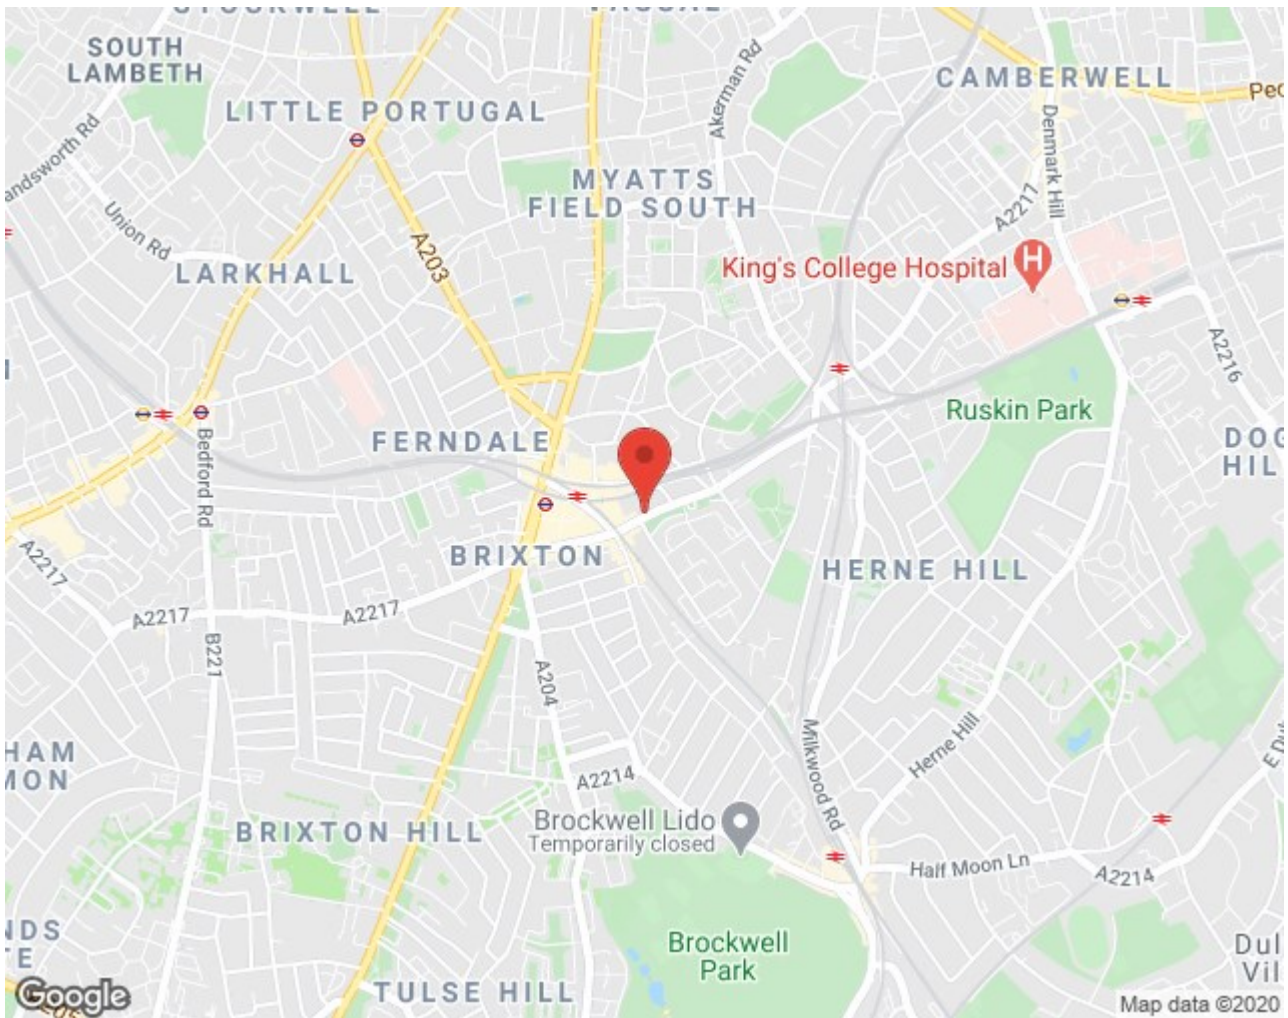 STOCKWELL
VASSAL
SOUTH
LAMBETH
CAMBERWELL
LITTLE PORTUGAL
Akerman Rd
Denmark Hill
Union Rd
MYATTS
FIELD SOUTH
A2217
A203
LARKHALL
King's College Hospital
H
A2216
Ruskin Park
FERNDALE
Bedford Rd
BRIXTON
HERNE HILL
A2217
A2217
A2217
B221
A204
Milkwood Rd
Herne Hill
A2214
BRIXTON HILL
Brockwell Lido
Temporarily closed
Half Moon Ln
A2214
Brockwell
Park
TULSE HILL
Google
Map data ©2020